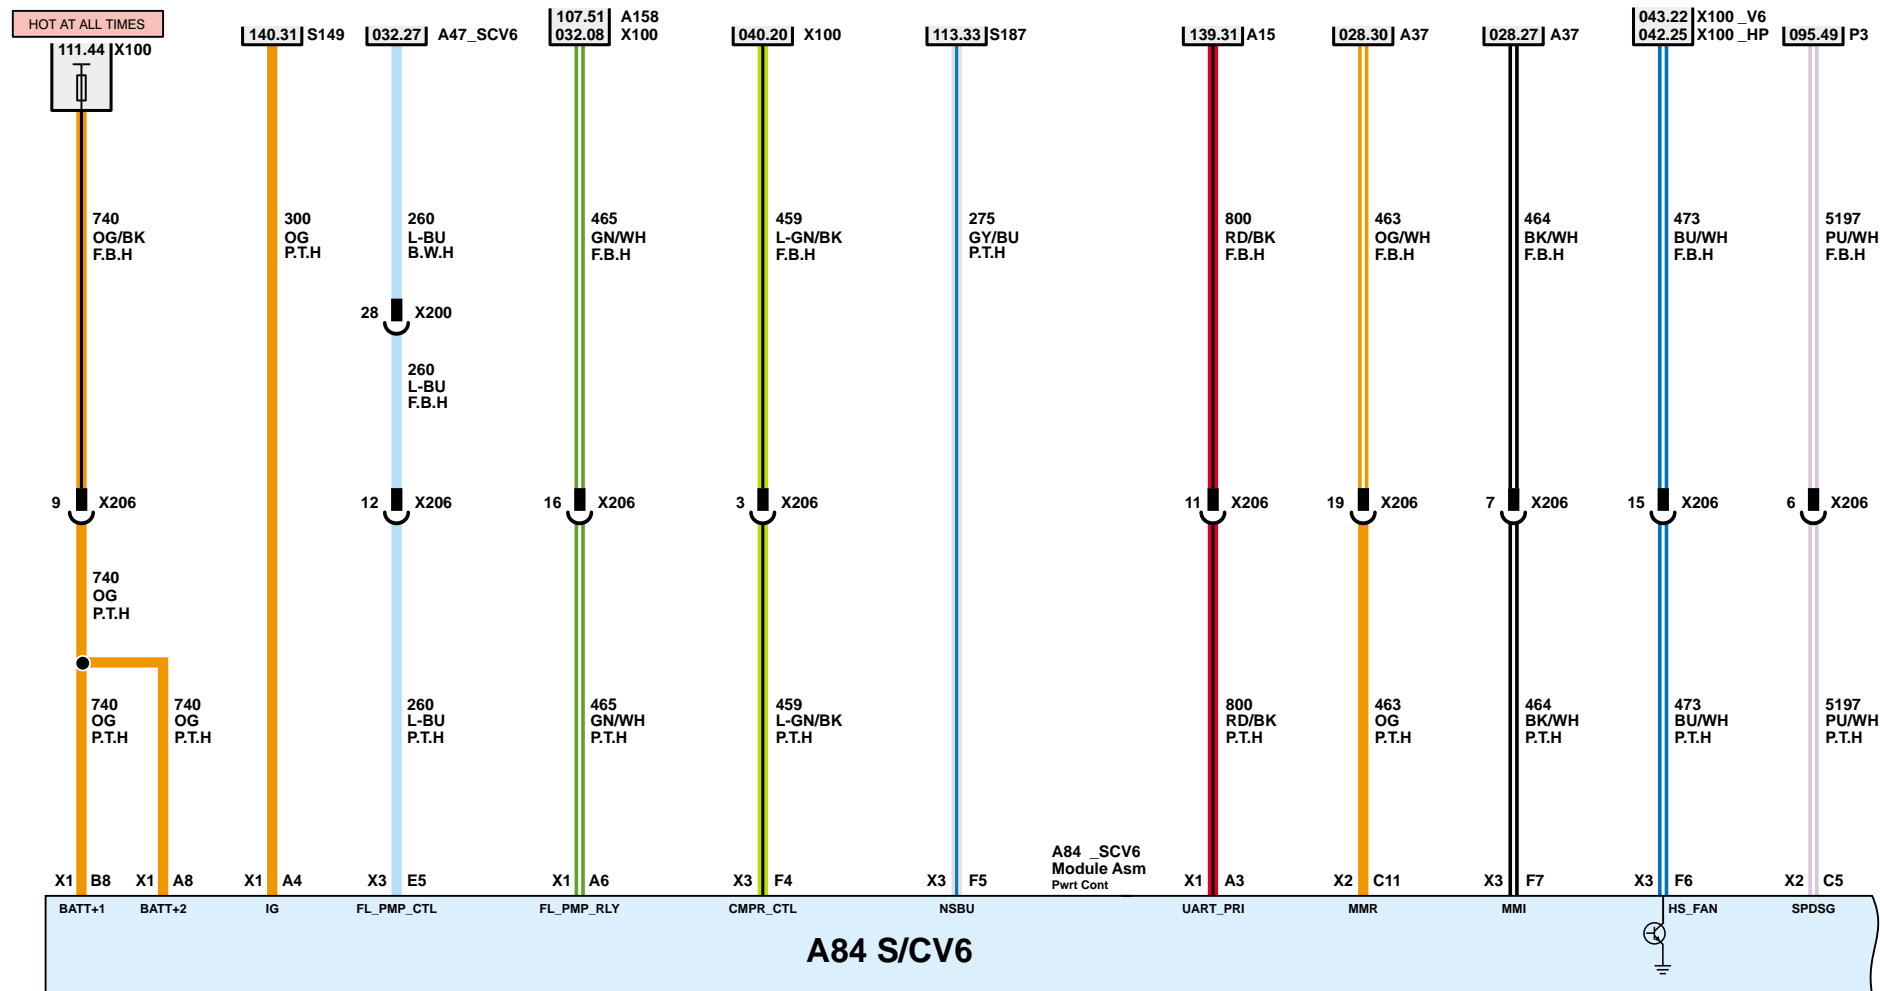 HOT AT ALL TIMES
111.44 X100
140.31 S149
032.27 A47_SCV6
107.51 A158
032.08 X100
040.20 X100
113.33 S187
139.31 A15
028.30 A37
028.27 A37
043.22 X100 _V6
042.25 X100 _HP
095.49 P3
740
OG/BK
F.B.H
300
OG
P.T.H
260
L-BU
B.W.H
465
GN/WH
F.B.H
459
L-GN/BK
F.B.H
275
GY/BU
P.T.H
800
RD/BK
F.B.H
463
OG/WH
F.B.H
464
BK/WH
F.B.H
473
BU/WH
F.B.H
5197
PU/WH
F.B.H
28 X200
260
L-BU
F.B.H
9 X206
12 X206
16 X206
3 X206
11 X206
19 X206
7 X206
15 X206
6 X206
740
OG
P.T.H
740
OG
P.T.H
740
OG
P.T.H
260
L-BU
P.T.H
465
GN/WH
P.T.H
459
L-GN/BK
P.T.H
800
RD/BK
P.T.H
463
OG
P.T.H
464
BK/WH
P.T.H
473
BU/WH
P.T.H
5197
PU/WH
P.T.H
A84 _SCV6
Module Asm
Pwrt Cont
X1 B8
X1 A8
X1 A4
X3 E5
X1 A6
X3 F4
X3 F5
X1 A3
X2 C11
X3 F7
X3 F6
X2 C5
BATT+1
BATT+2
IG
FL_PMP_CTL
FL_PMP_RLY
CMPR_CTL
NSBU
UART_PRI
MMR
MMI
HS_FAN
SPDSG
A84 S/CV6